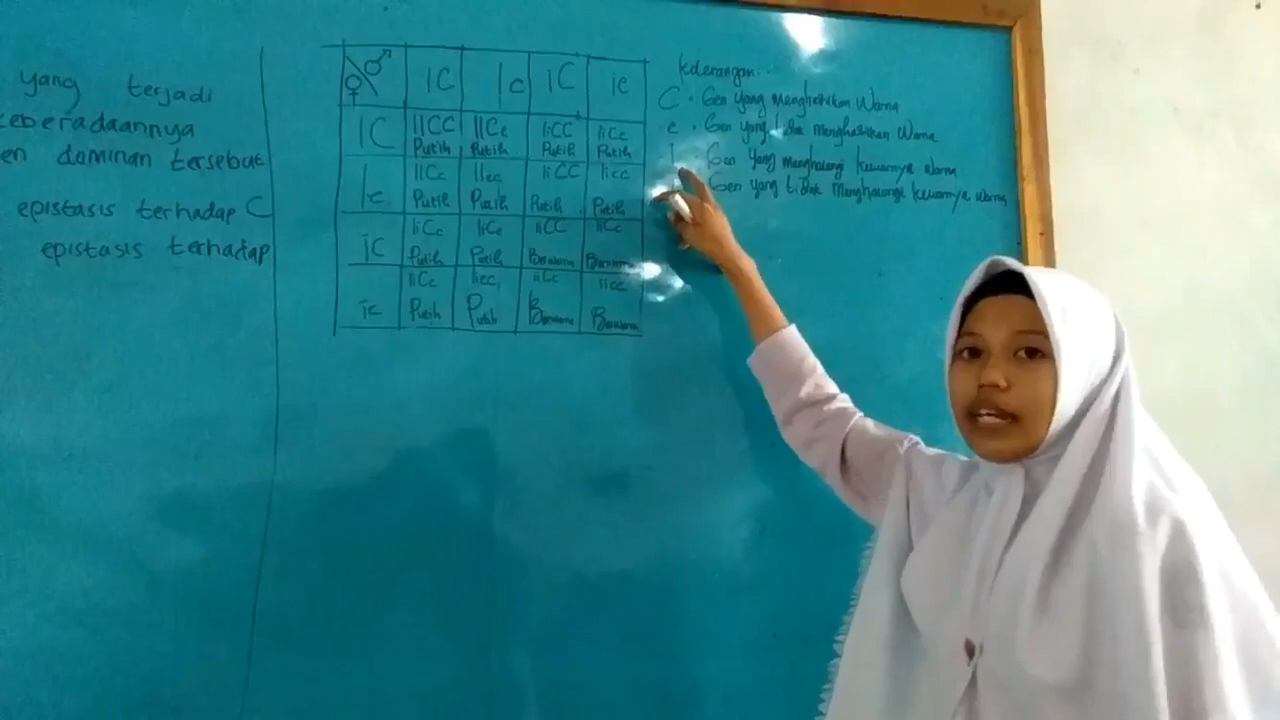 yang terjadi
keberadaannya
en daminan tersebut
epistasis terhadap C
epistasis terhadap
♀ ♂ IC Ic iC ic
IC IICC IICc IiCC IiCc
Putih Putih Putih Putih
Ic IICc IIcc IiCC Iicc
Putih Putih Putih Putih
iC IiCc IiCc iiCC iiCc
Putih Putih Berwarna Berwarna
ic IiCc Iicc iiCc iicc
Putih Putih Berwarna Berwarna
Keterangan:
C : Gen yang menghasilkan Warna
c : Gen yang tidak menghasilkan Warna
I Gen yang menghalangi keluarnya Warna
Gen yang tidak Menghalangi keluarnya Warna